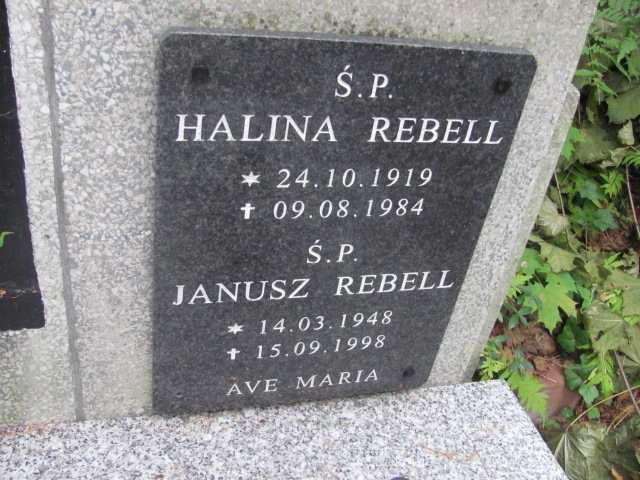 Ś.P.
HALINA REBELL
* 24.10.1919
✝ 09.08.1984
Ś.P.
JANUSZ REBELL
* 14.03.1948
✝ 15.09.1998
AVE MARIA